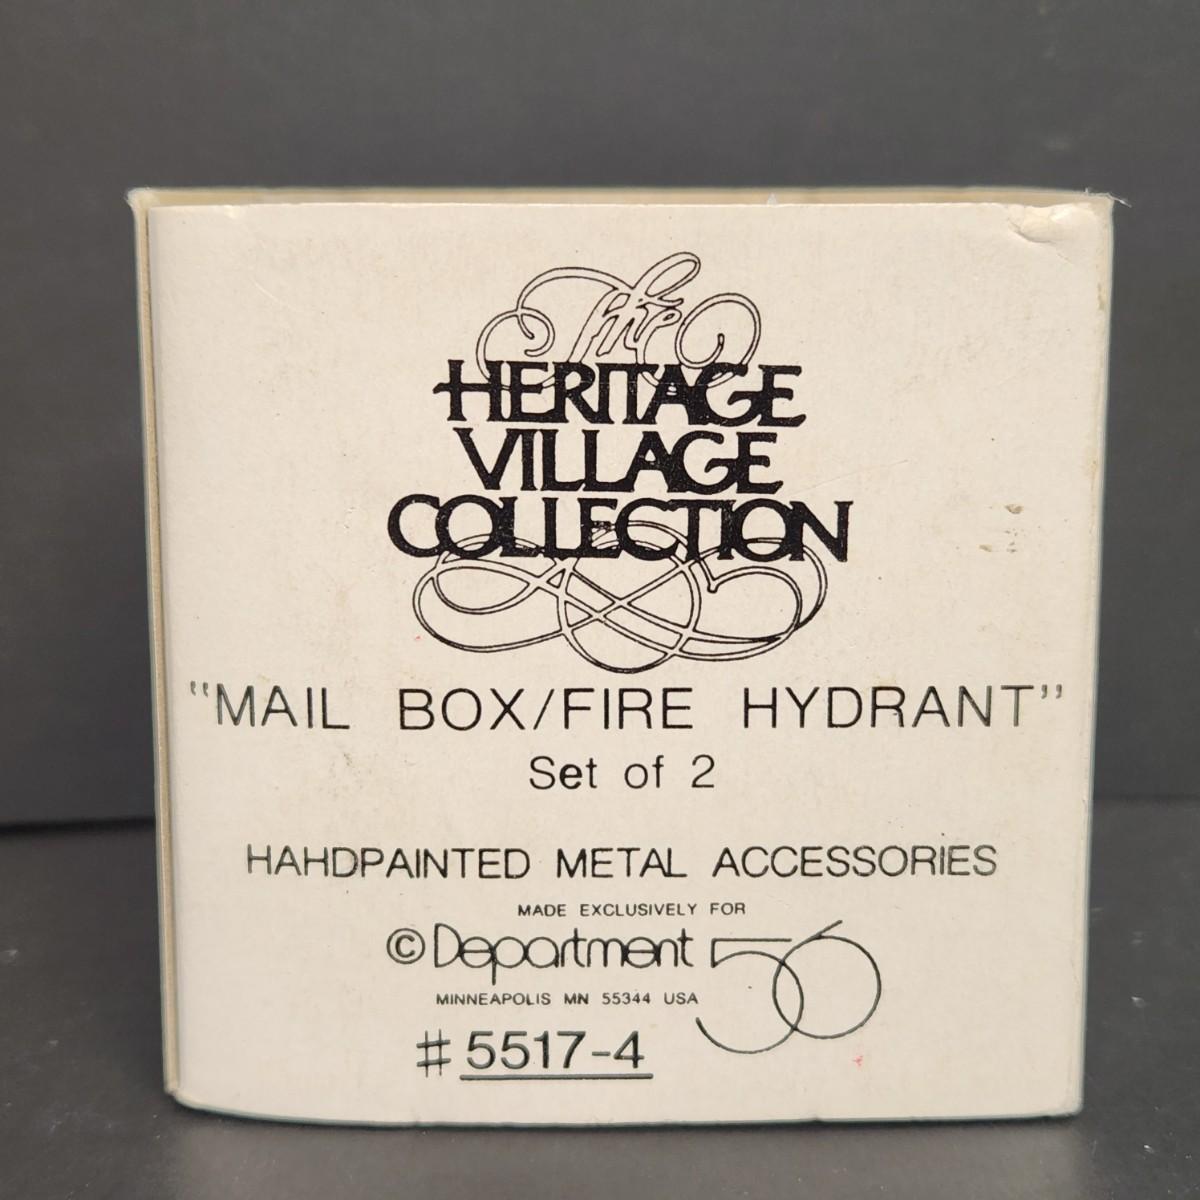 The
HERITAGE
VILLAGE
COLLECTION
"MAIL BOX/FIRE HYDRANT"
Set of 2
HAHDPAINTED METAL ACCESSORIES
MADE EXCLUSIVELY FOR
©Department 56
MINNEAPOLIS MN 55344 USA
#5517-4